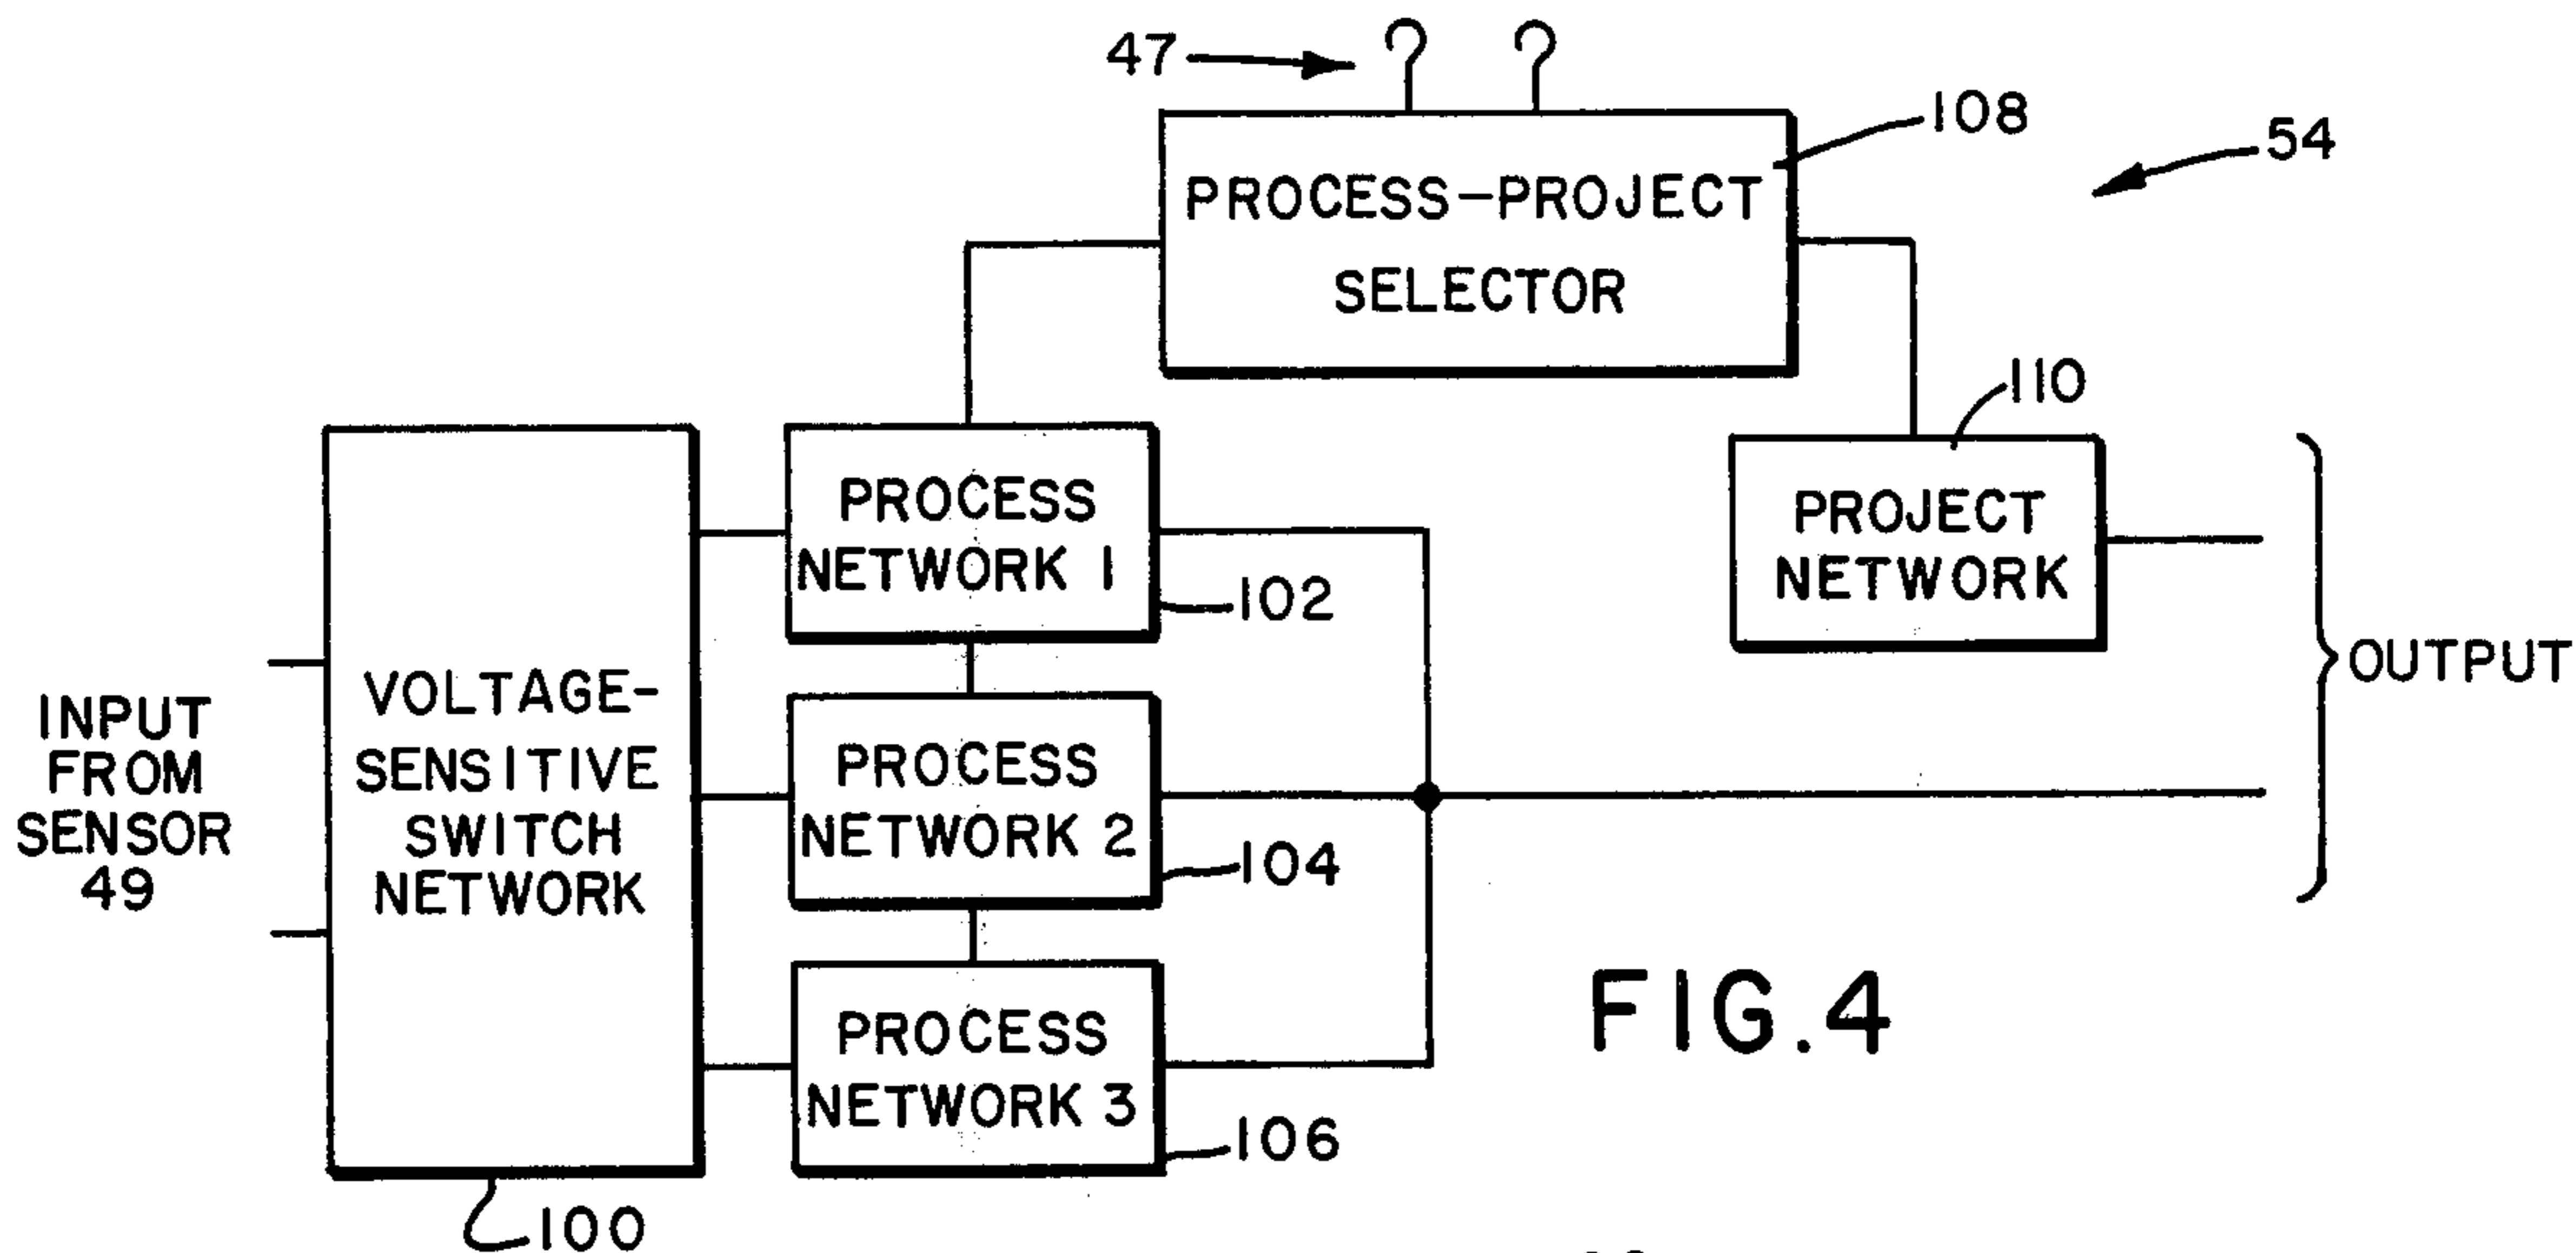 47
108
54
PROCESS-PROJECT
SELECTOR
110
PROJECT
NETWORK
PROCESS
NETWORK 1
102
INPUT
FROM
SENSOR
49
VOLTAGE-
SENSITIVE
SWITCH
NETWORK
PROCESS
NETWORK 2
104
OUTPUT
PROCESS
NETWORK 3
106
100
FIG.4